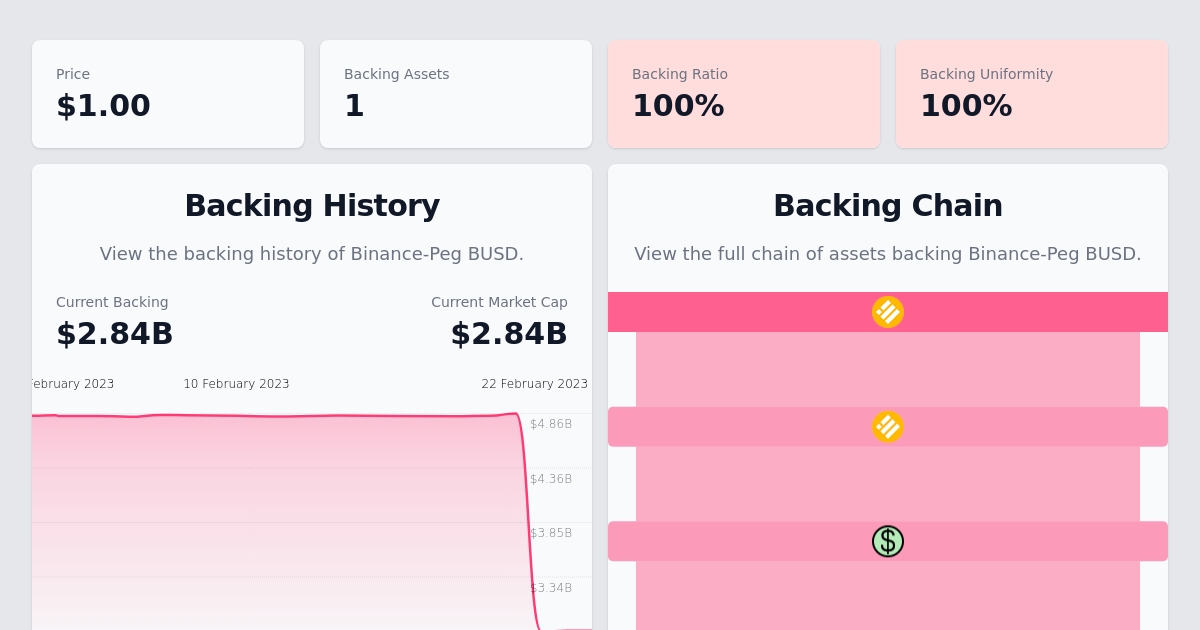 Price
$1.00
Backing Assets
1
Backing Ratio
100%
Backing Uniformity
100%
Backing History
View the backing history of Binance-Peg BUSD.
Current Backing
$2.84B
Current Market Cap
$2.84B
February 2023
10 February 2023
22 February 2023
$4.86B
$4.36B
$3.85B
$3.34B
Backing Chain
View the full chain of assets backing Binance-Peg BUSD.
$